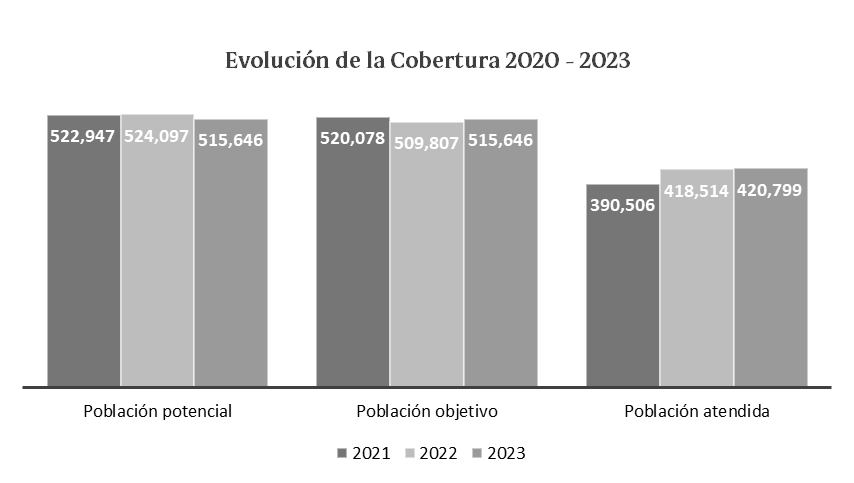 Evolución de la Cobertura 2020 - 2023
522,947 524,097 515,646
520,078 509,807 515,646
390,506 418,514 420,799
Población potencial
Población objetivo
Población atendida
2021 2022 2023